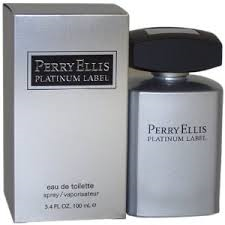 PERRY ELLIS
PLATINUM LABEL
eau de toilette
spray / vaporisateur
3.4 FL. OZ. 100 mL e
PERRY ELLIS
PLATINUM LABEL